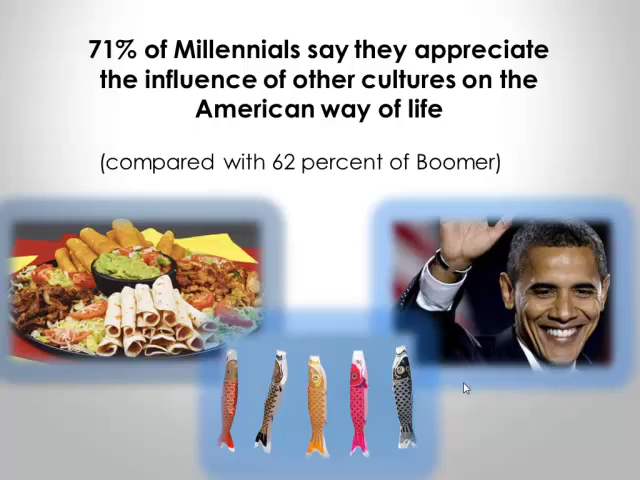 71% of Millennials say they appreciate
the influence of other cultures on the
American way of life
(compared with 62 percent of Boomer)